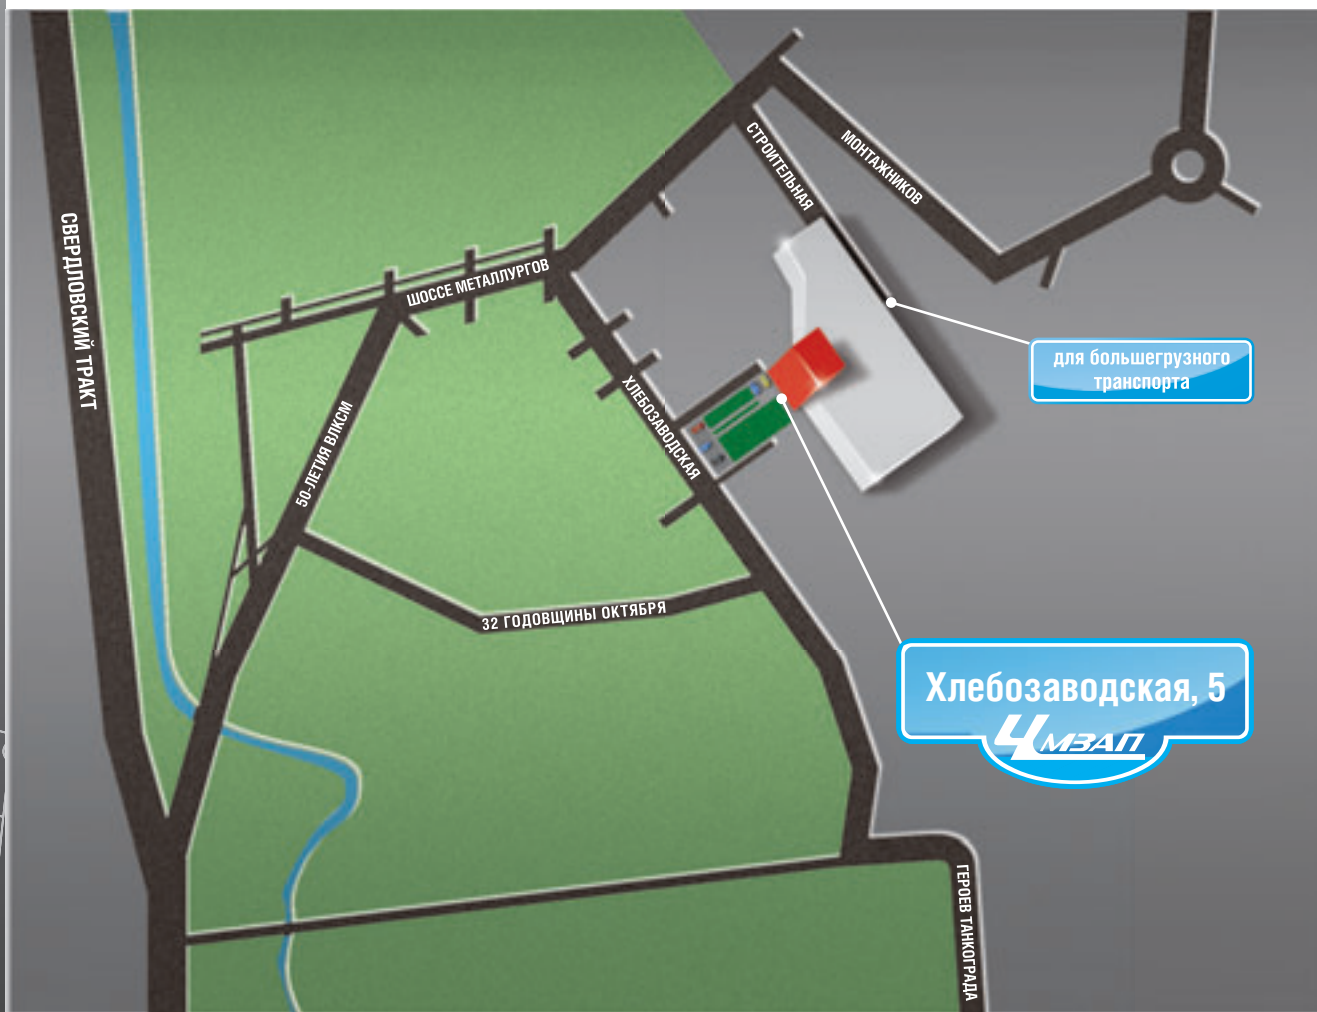 СТРОИТЕЛЬНАЯ
МОНТАЖНИКОВ
СВЕРДЛОВСКИЙ ТРАКТ
ШОССЕ МЕТАЛЛУРГОВ
для большегрузного
транспорта
ХЛЕБОЗАВОДСКАЯ
50-ЛЕТИЯ ВЛКСМ
32 ГОДОВЩИНЫ ОКТЯБРЯ
Хлебозаводская, 5
ЧМЗАП
ГЕРОЕВ ТАНКОГРАДА